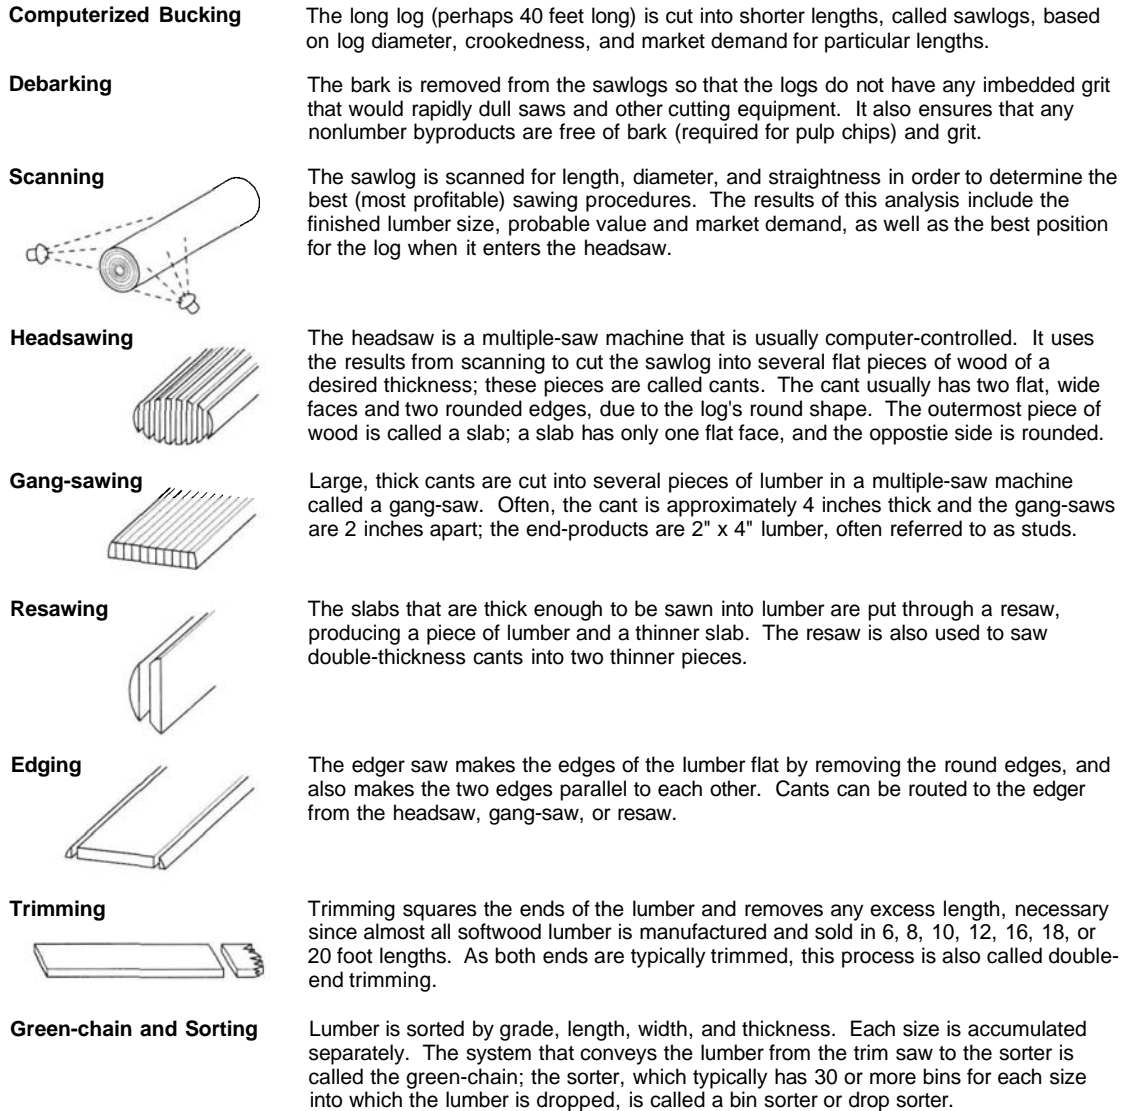 Computerized Bucking
The long log (perhaps 40 feet long) is cut into shorter lengths, called sawlogs, based
on log diameter, crookedness, and market demand for particular lengths.
Debarking
The bark is removed from the sawlogs so that the logs do not have any imbedded grit
that would rapidly dull saws and other cutting equipment. It also ensures that any
nonlumber byproducts are free of bark (required for pulp chips) and grit.
Scanning
The sawlog is scanned for length, diameter, and straightness in order to determine the
best (most profitable) sawing procedures. The results of this analysis include the
finished lumber size, probable value and market demand, as well as the best position
for the log when it enters the headsaw.
Headsawing
The headsaw is a multiple-saw machine that is usually computer-controlled. It uses
the results from scanning to cut the sawlog into several flat pieces of wood of a
desired thickness; these pieces are called cants. The cant usually has two flat, wide
faces and two rounded edges, due to the log's round shape. The outermost piece of
wood is called a slab; a slab has only one flat face, and the oppostie side is rounded.
Gang-sawing
Large, thick cants are cut into several pieces of lumber in a multiple-saw machine
called a gang-saw. Often, the cant is approximately 4 inches thick and the gang-saws
are 2 inches apart; the end-products are 2" x 4" lumber, often referred to as studs.
Resawing
The slabs that are thick enough to be sawn into lumber are put through a resaw,
producing a piece of lumber and a thinner slab. The resaw is also used to saw
double-thickness cants into two thinner pieces.
Edging
The edger saw makes the edges of the lumber flat by removing the round edges, and
also makes the two edges parallel to each other. Cants can be routed to the edger
from the headsaw, gang-saw, or resaw.
Trimming
Trimming squares the ends of the lumber and removes any excess length, necessary
since almost all softwood lumber is manufactured and sold in 6, 8, 10, 12, 16, 18, or
20 foot lengths. As both ends are typically trimmed, this process is also called double-
end trimming.
Green-chain and Sorting
Lumber is sorted by grade, length, width, and thickness. Each size is accumulated
separately. The system that conveys the lumber from the trim saw to the sorter is
called the green-chain; the sorter, which typically has 30 or more bins for each size
into which the lumber is dropped, is called a bin sorter or drop sorter.